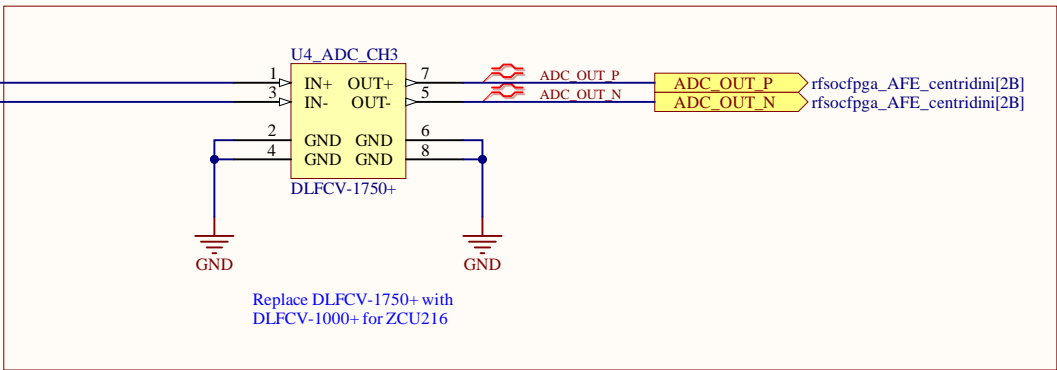 U4_ADC_CH3
1 IN+ OUT+ 7 ADC_OUT_P ADC_OUT_P rfsocfpga_AFE_centridini[2B]
3 IN- OUT- 5 ADC_OUT_N ADC_OUT_N rfsocfpga_AFE_centridini[2B]
2 GND GND 6
4 GND GND 8
DLFCV-1750+
GND GND
Replace DLFCV-1750+ with
DLFCV-1000+ for ZCU216